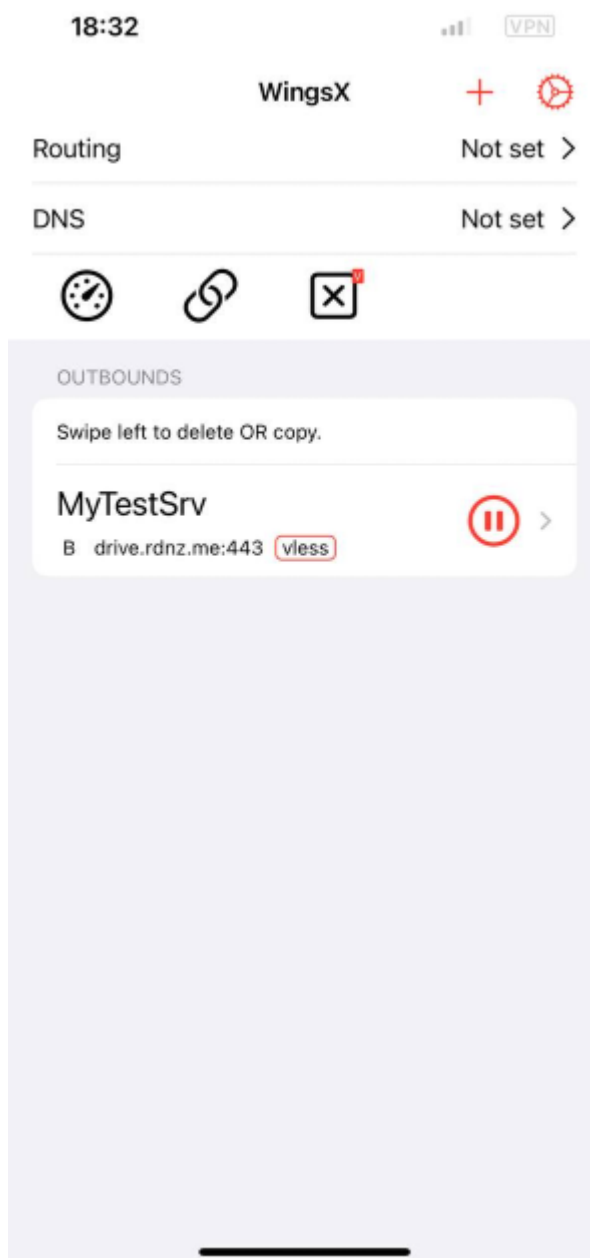 18:32 VPN
WingsX
Routing Not set
DNS Not set
OUTBOUNDS
Swipe left to delete OR copy.
MyTestSrv
B drive.rdnz.me:443 vless